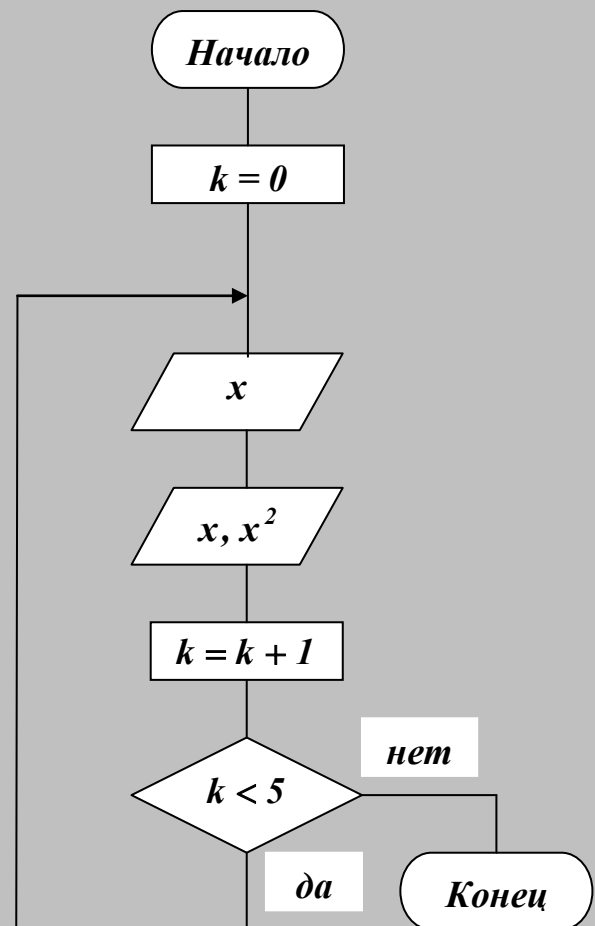 Начало
k = 0
x
x, x²
k = k + 1
k < 5
нет
да
Конец